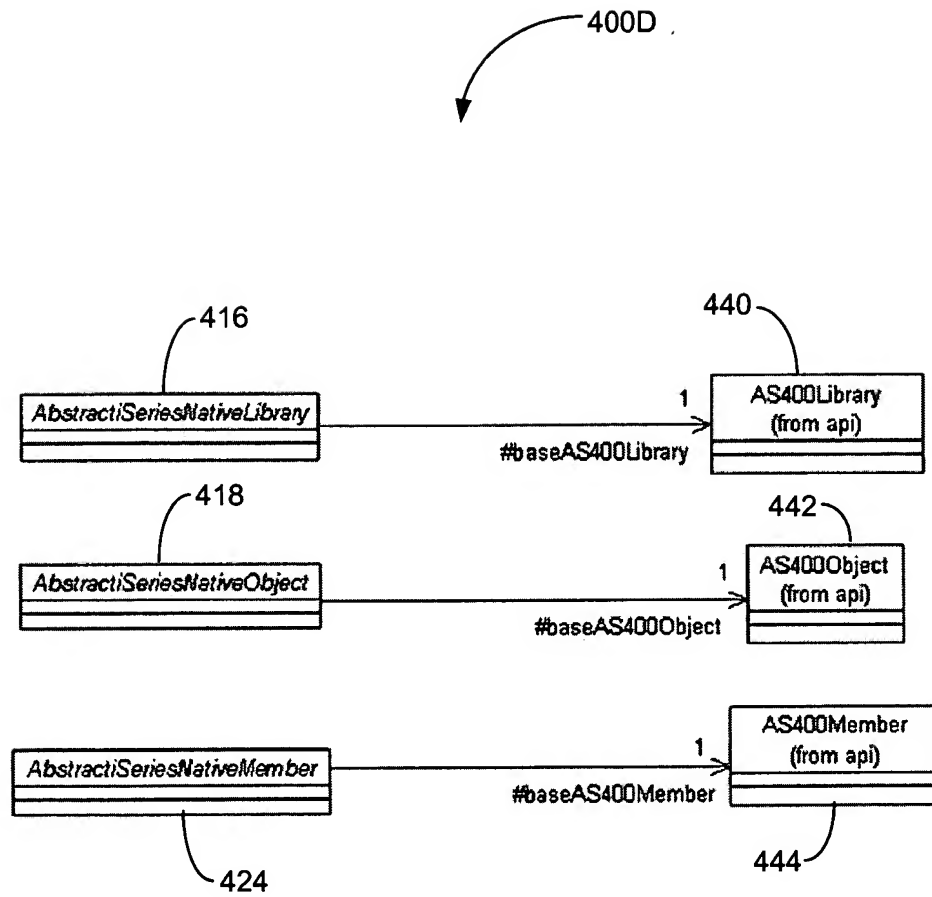 400D
416
440
AbstractiSeriesNativeLibrary
1
AS400Library
(from api)
#baseAS400Library
418
442
AbstractiSeriesNativeObject
1
AS400Object
(from api)
#baseAS400Object
AbstractiSeriesNativeMember
1
AS400Member
(from api)
#baseAS400Member
424
444